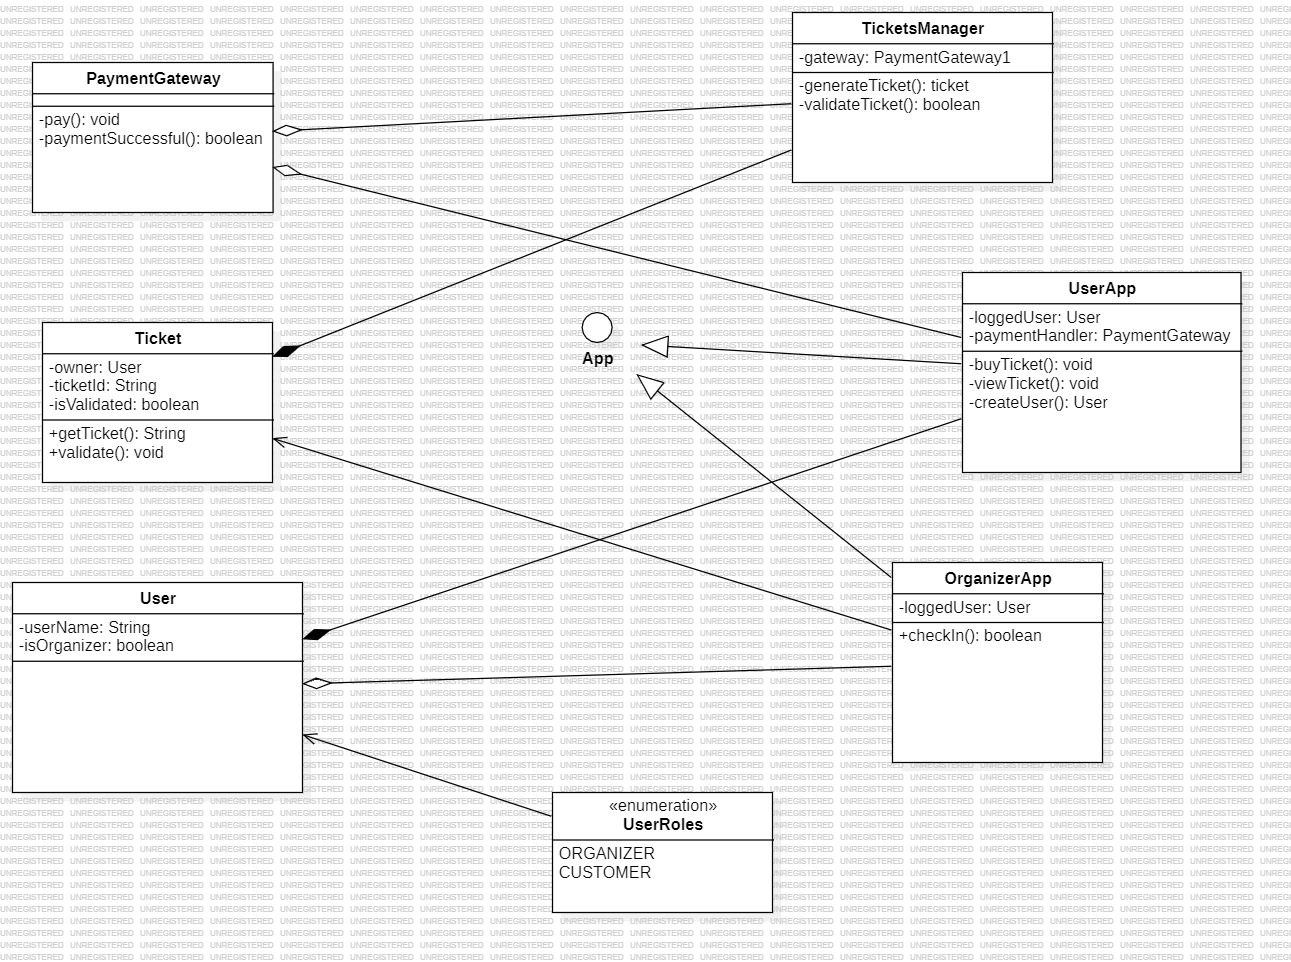 TicketsManager
-gateway: PaymentGateway1
-generateTicket(): ticket
-validateTicket(): boolean
PaymentGateway
-pay(): void
-paymentSuccessful(): boolean
UserApp
-loggedUser: User
-paymentHandler: PaymentGateway
-buyTicket(): void
-viewTicket(): void
-createUser(): User
Ticket
-owner: User
-ticketId: String
-isValidated: boolean
+getTicket(): String
+validate(): void
App
OrganizerApp
-loggedUser: User
+checkIn(): boolean
User
-userName: String
-isOrganizer: boolean
«enumeration»
UserRoles
ORGANIZER
CUSTOMER
UNREGISTERED